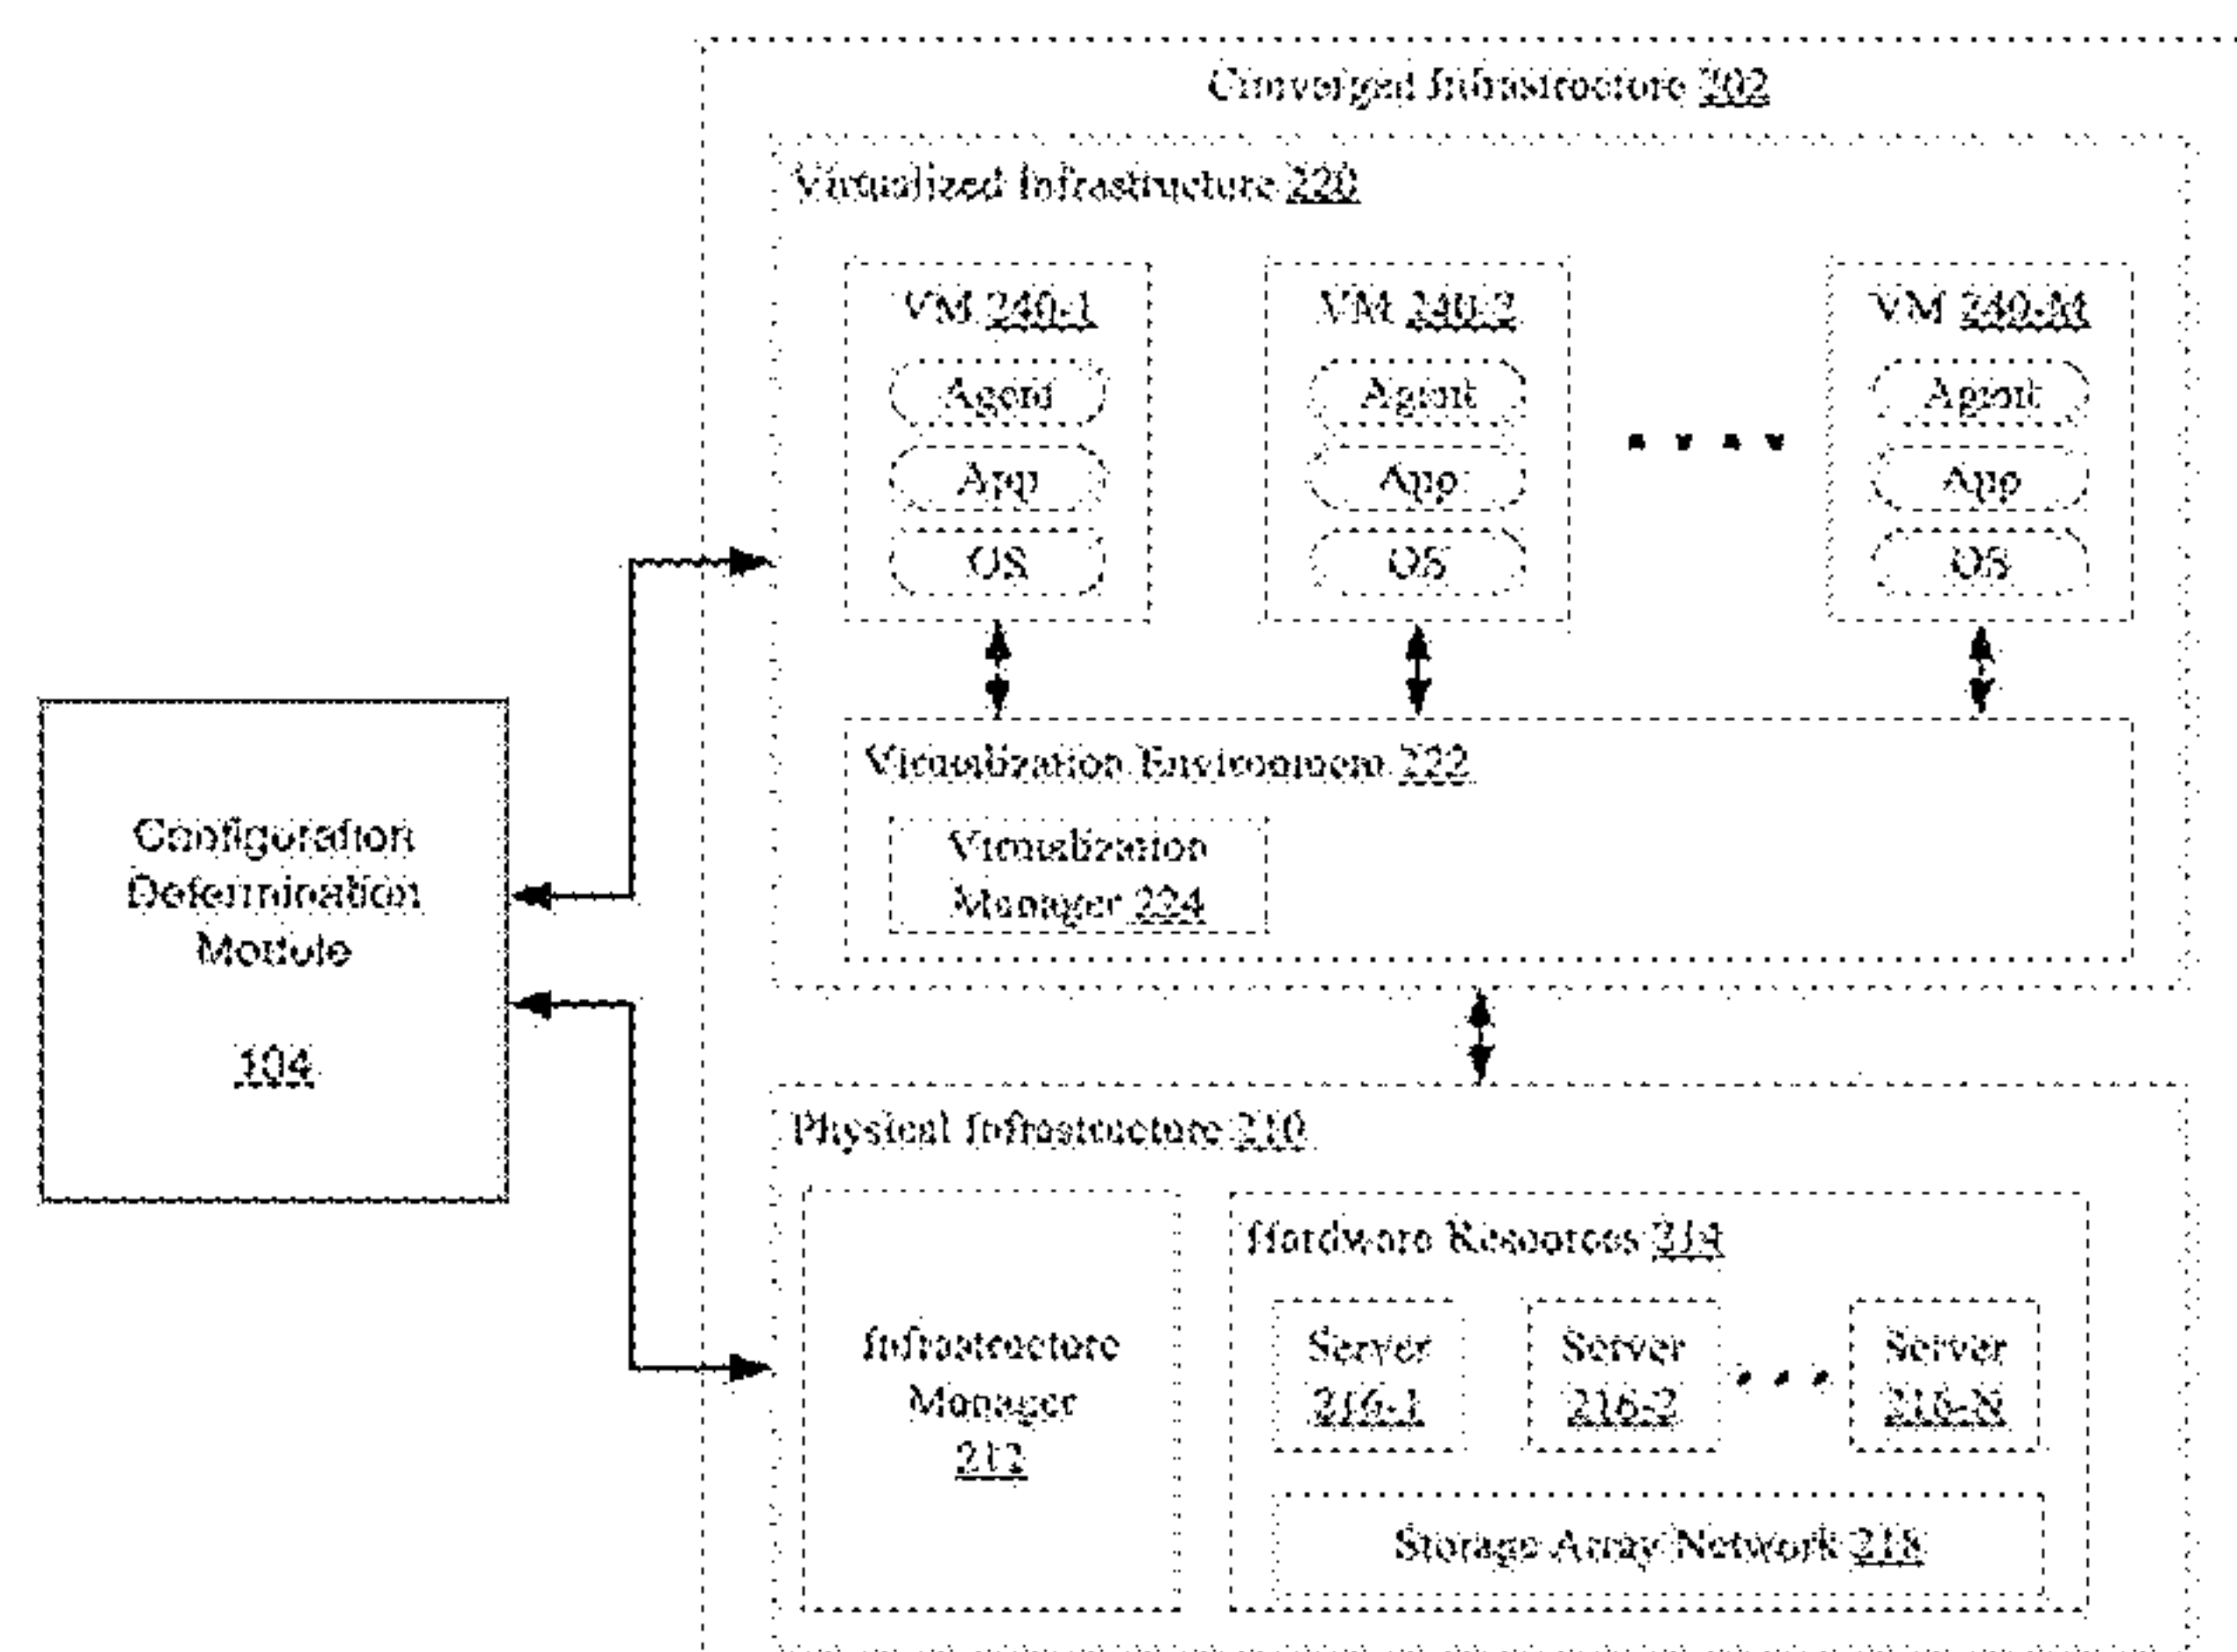 Converged Infrastructure 202
Virtualized Infrastructure 220
VM 240-1
VM 240-2
VM 240-M
Agent
Agent
Agent
App
App
App
OS
OS
OS
Virtualization Environment 222
Virtualization
Manager 224
Configuration
Determination
Module
104
Physical Infrastructure 210
Infrastructure
Manager
212
Hardware Resources 214
Server
216-1
Server
216-2
Server
216-N
Storage Array Network 218